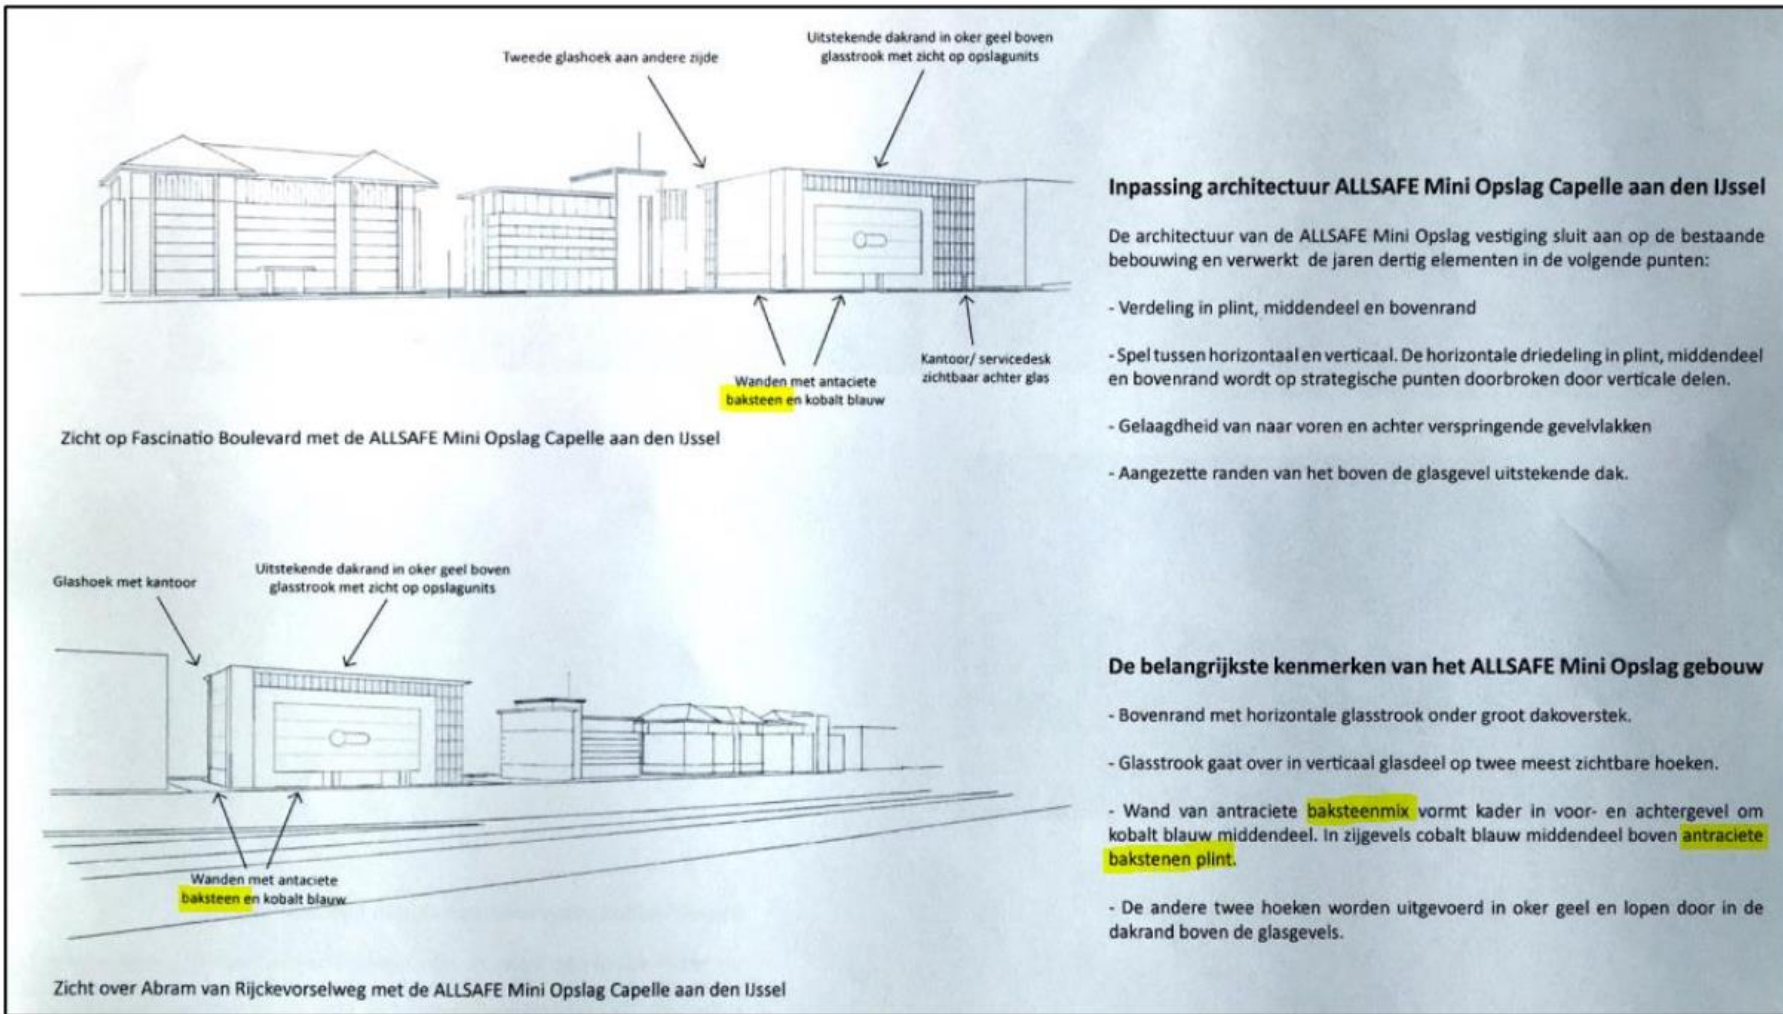 Tweede glashoek aan andere zijde
Uitstekende dakrand in oker geel boven
glasstrook met zicht op opslagunits
Wanden met antaciete
baksteen en kobalt blauw
Kantoor/ servicedesk
zichtbaar achter glas
Zicht op Fascinatio Boulevard met de ALLSAFE Mini Opslag Capelle aan den IJssel
Inpassing architectuur ALLSAFE Mini Opslag Capelle aan den IJssel
De architectuur van de ALLSAFE Mini Opslag vestiging sluit aan op de bestaande
bebouwing en verwerkt de jaren dertig elementen in de volgende punten:
- Verdeling in plint, middendeel en bovenrand
- Spel tussen horizontaal en verticaal. De horizontale driedeling in plint, middendeel
en bovenrand wordt op strategische punten doorbroken door verticale delen.
- Gelaagdheid van naar voren en achter verspringende gevelvlakken
- Aangezette randen van het boven de glasgevel uitstekende dak.
Glashoek met kantoor
Uitstekende dakrand in oker geel boven
glasstrook met zicht op opslagunits
Wanden met antaciete
baksteen en kobalt blauw
Zicht over Abram van Rijckevorselweg met de ALLSAFE Mini Opslag Capelle aan den IJssel
De belangrijkste kenmerken van het ALLSAFE Mini Opslag gebouw
- Bovenrand met horizontale glasstrook onder groot dakoverstek.
- Glasstrook gaat over in verticaal glasdeel op twee meest zichtbare hoeken.
- Wand van antraciete baksteenmix vormt kader in voor- en achtergevel om
kobalt blauw middendeel. In zijgevels cobalt blauw middendeel boven antraciete
bakstenen plint.
- De andere twee hoeken worden uitgevoerd in oker geel en lopen door in de
dakrand boven de glasgevels.